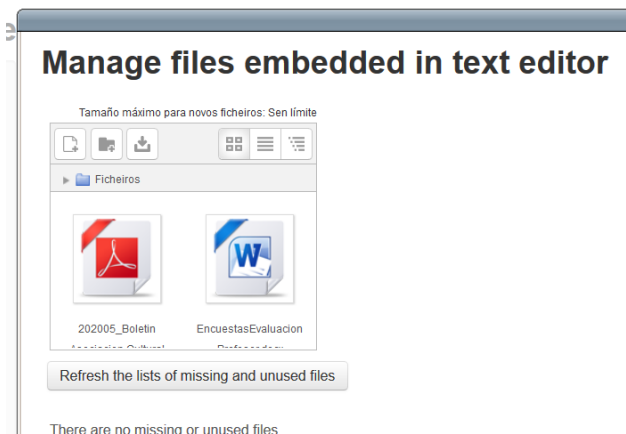 Manage files embedded in text editor
Tamaño máximo para novos ficheiros: Sen límite
Ficheiros
202005_Boletin
EncuestasEvaluacion
Refresh the lists of missing and unused files
There are no missing or unused files